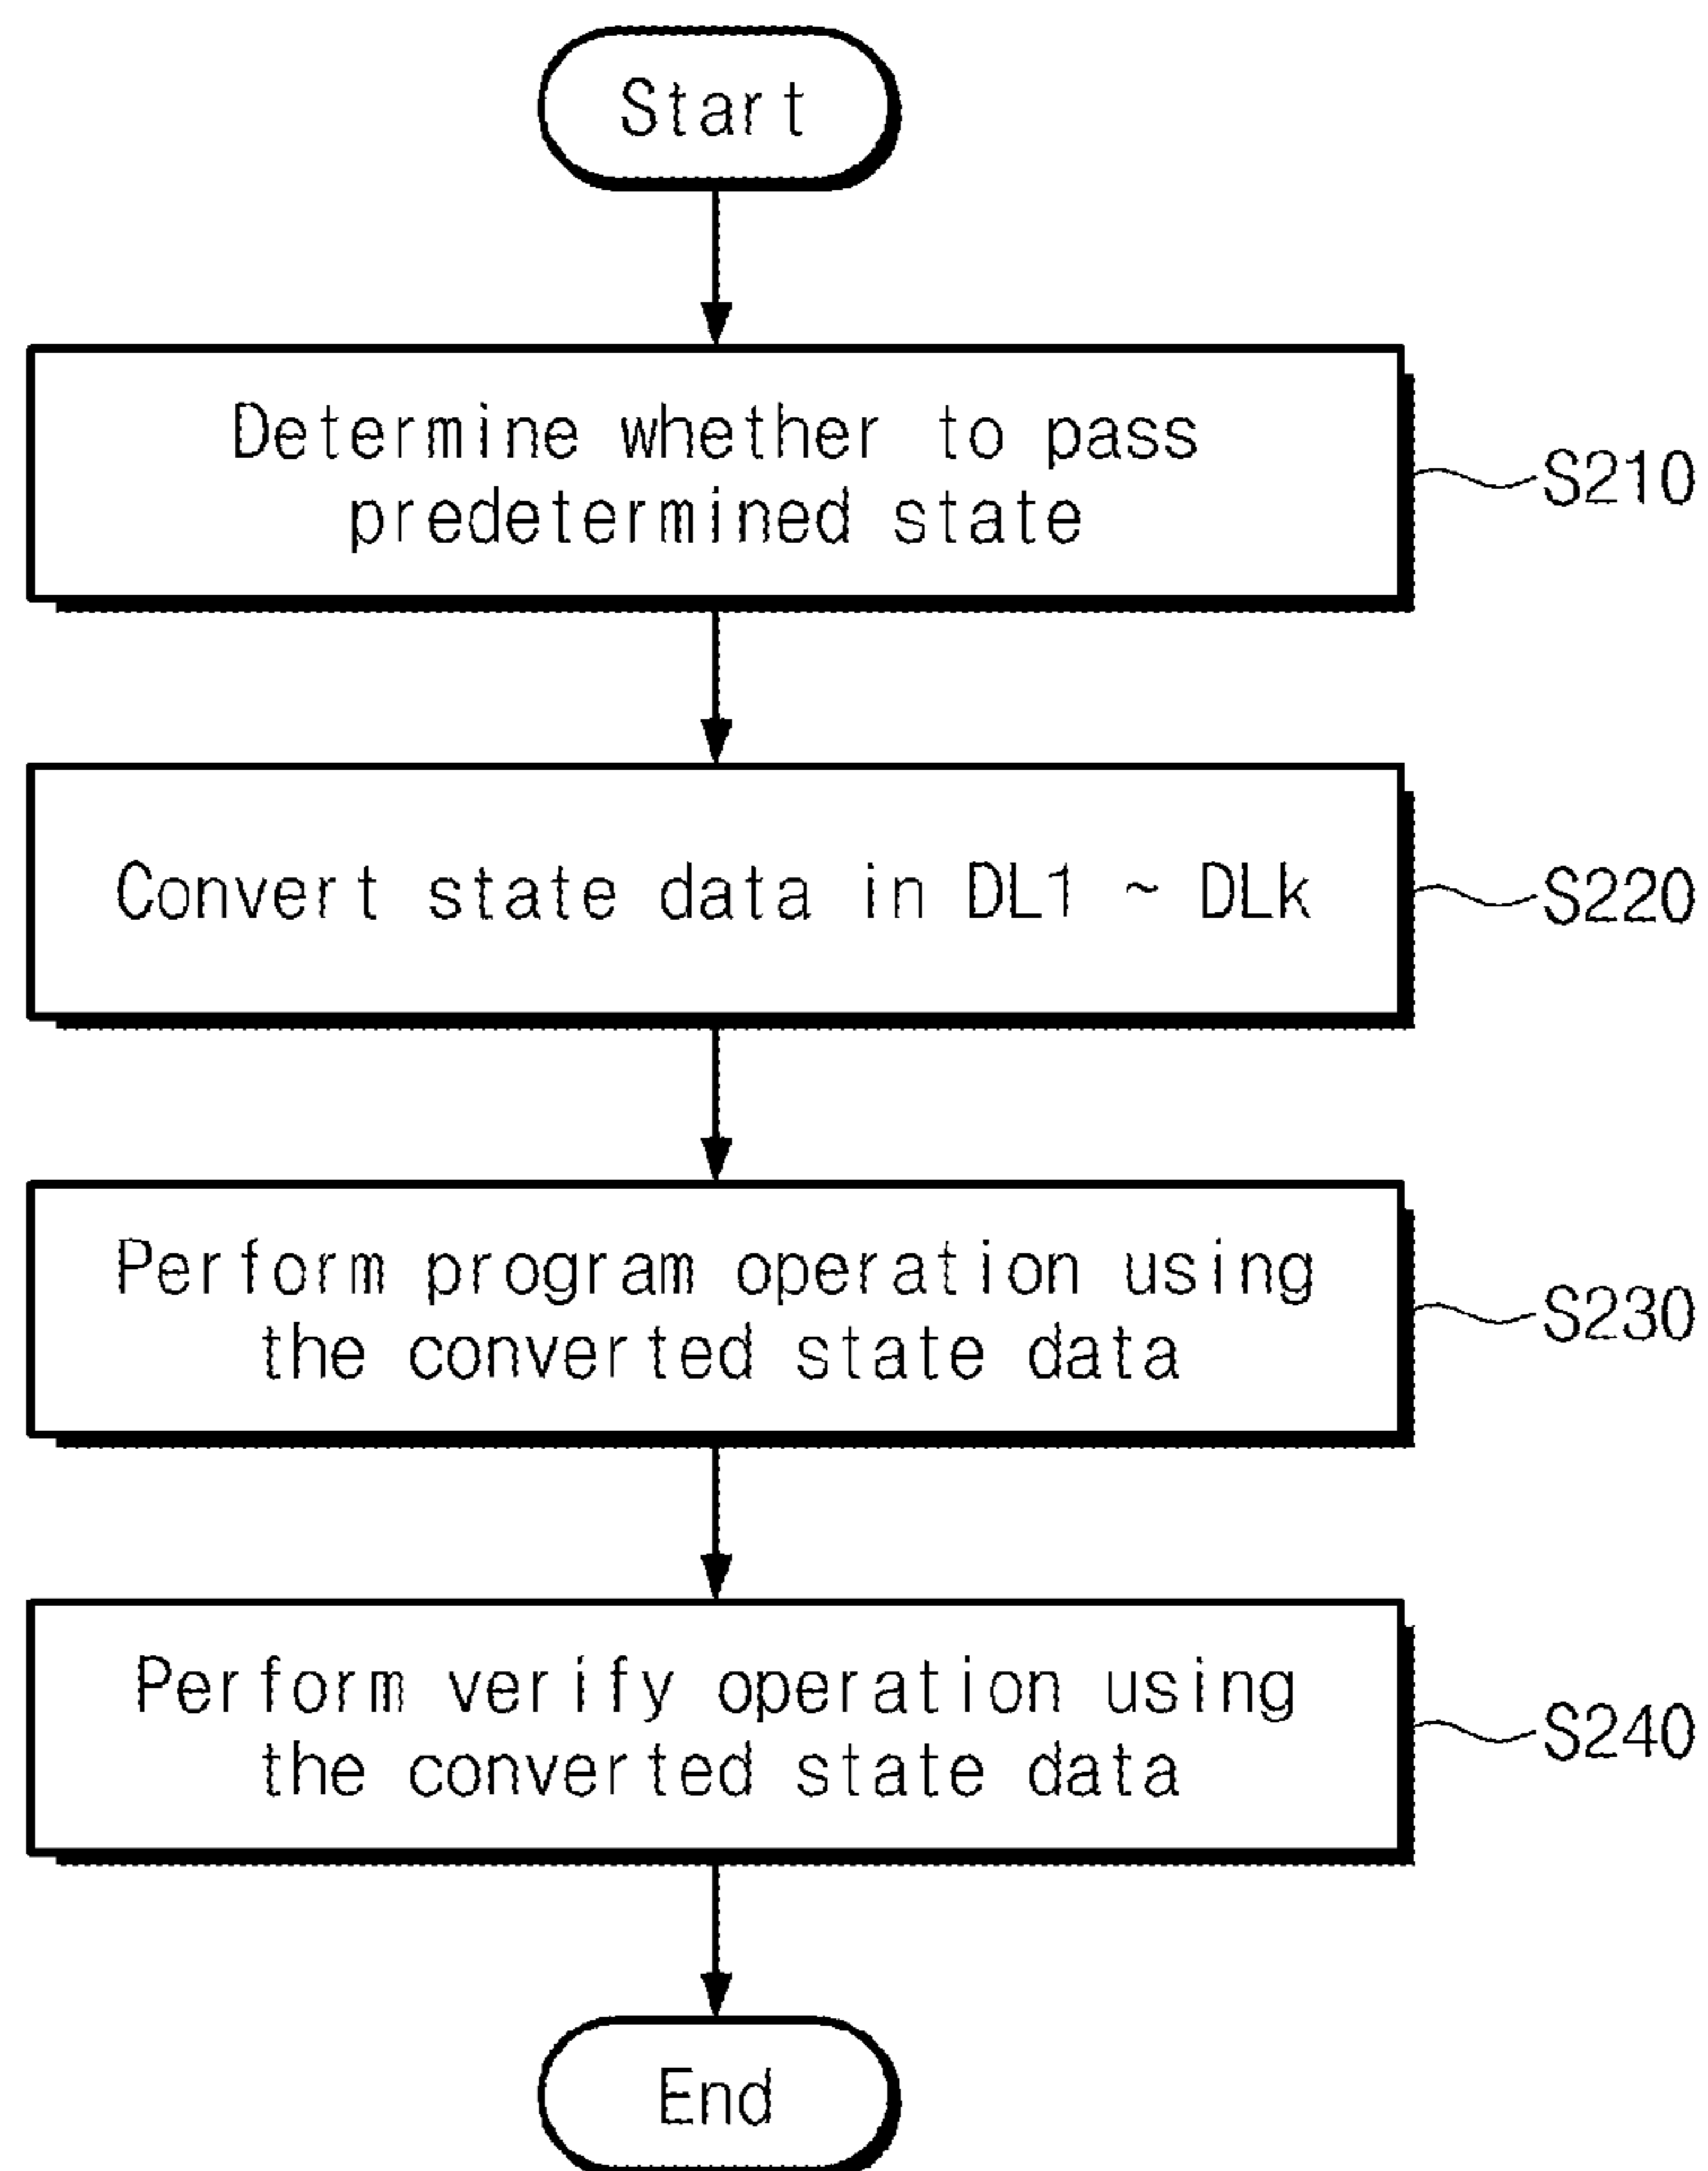 Start
Determine whether to pass
predetermined state
S210
Convert state data in DL1 ~ DLk
S220
Perform program operation using
the converted state data
S230
Perform verify operation using
the converted state data
S240
End